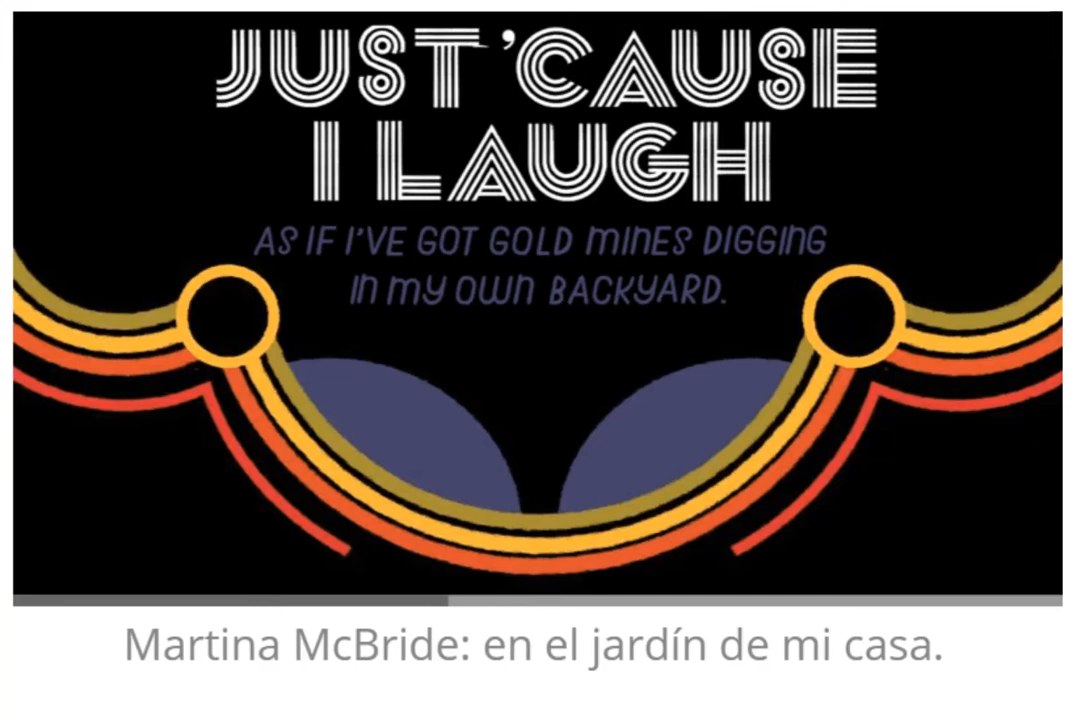 JUST 'CAUSE
I LAUGH
AS IF I'VE GOT GOLD MINES DIGGING
IN MY OWN BACKYARD.
Martina McBride: en el jardín de mi casa.